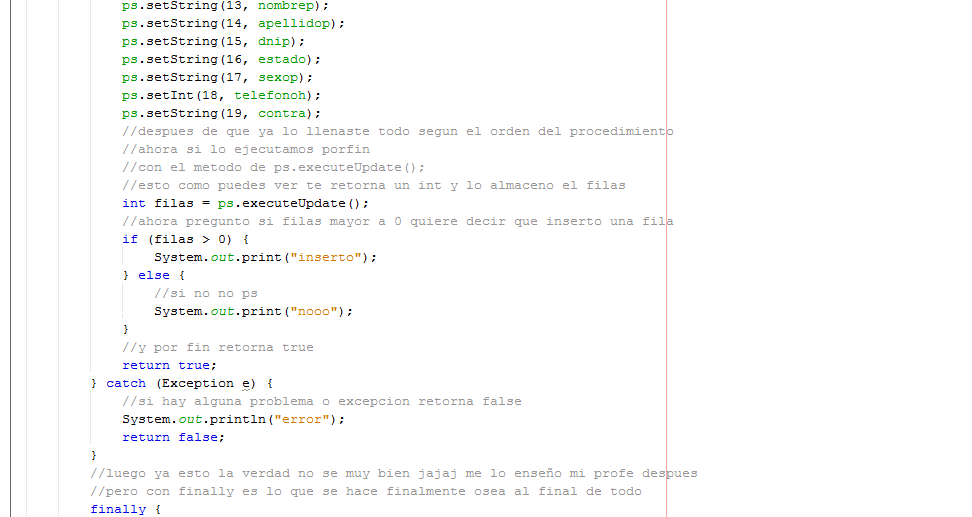 ps.setString(13, nombrep);
ps.setString(14, apellidop);
ps.setString(15, dnip);
ps.setString(16, estado);
ps.setString(17, sexop);
ps.setInt(18, telefonoh);
ps.setString(19, contra);
//despues de que ya lo llenaste todo segun el orden del procedimiento
//ahora si lo ejecutamos porfin
//con el metodo de ps.executeUpdate();
//esto como puedes ver te retorna un int y lo almaceno el filas
int filas = ps.executeUpdate();
//ahora pregunto si filas mayor a 0 quiere decir que inserto una fila
if (filas > 0) {
System.out.print("inserto");
} else {
//si no no ps
System.out.print("nooo");
}
//y por fin retorna true
return true;
} catch (Exception e) {
//si hay alguna problema o excepcion retorna false
System.out.println("error");
return false;
}
//luego ya esto la verdad no se muy bien jajaj me lo enseño mi profe despues
//pero con finally es lo que se hace finalmente osea al final de todo
finally {